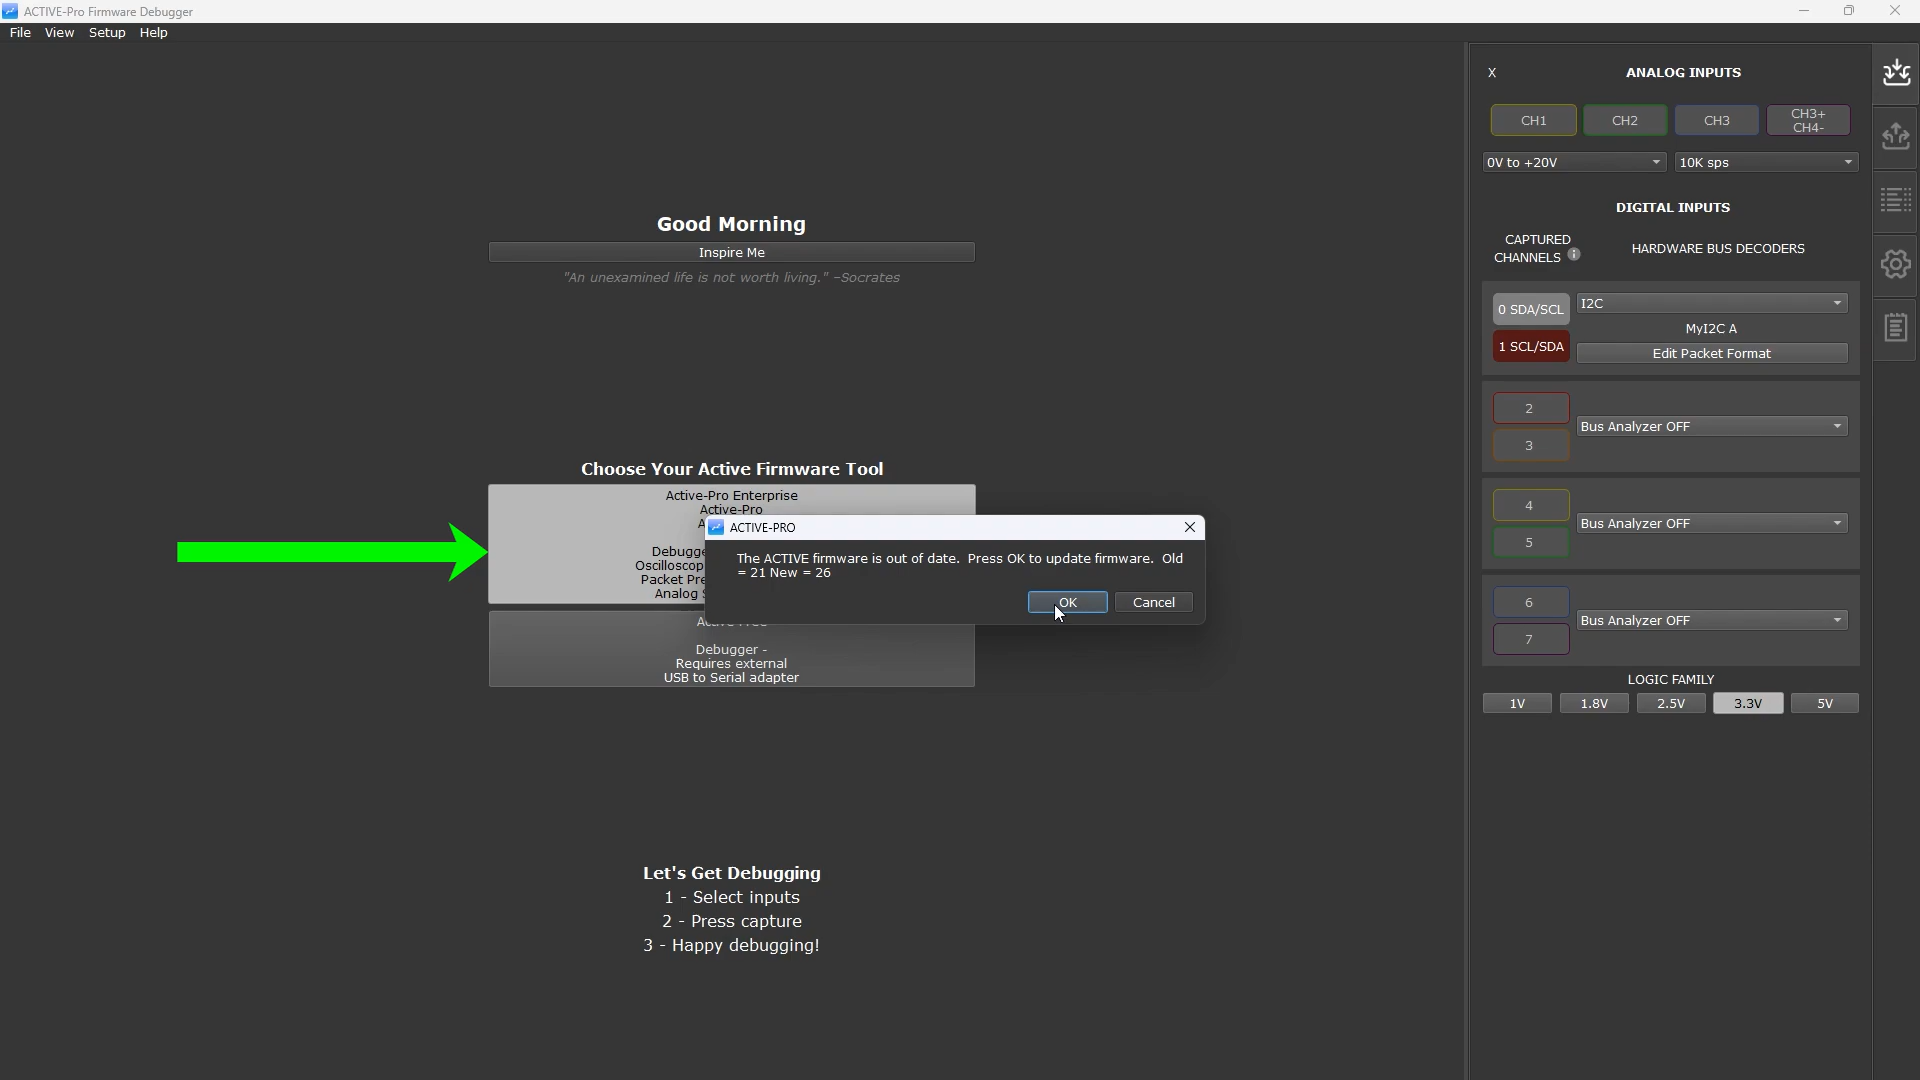 ACTIVE-Pro Firmware Debugger
File View Setup Help
Good Morning
Inspire Me
"An unexamined life is not worth living." –Socrates
Choose Your Active Firmware Tool
Active-Pro Enterprise
Active-Pro
A
Debugge
Oscilloscop
Packet Pre
Analog
Debugger -
Requires external
USB to Serial adapter
ACTIVE-PRO
The ACTIVE firmware is out of date. Press OK to update firmware. Old
= 21 New = 26
OK Cancel
Let's Get Debugging
1 - Select inputs
2 - Press capture
3 - Happy debugging!
X ANALOG INPUTS
CH1 CH2 CH3 CH3+
CH4-
0V to +20V 10K sps
DIGITAL INPUTS
CAPTURED
CHANNELS i HARDWARE BUS DECODERS
0 SDA/SCL I2C
MyI2C A
1 SCL/SDA Edit Packet Format
2
Bus Analyzer OFF
3
4
Bus Analyzer OFF
5
6
Bus Analyzer OFF
7
LOGIC FAMILY
1V 1.8V 2.5V 3.3V 5V